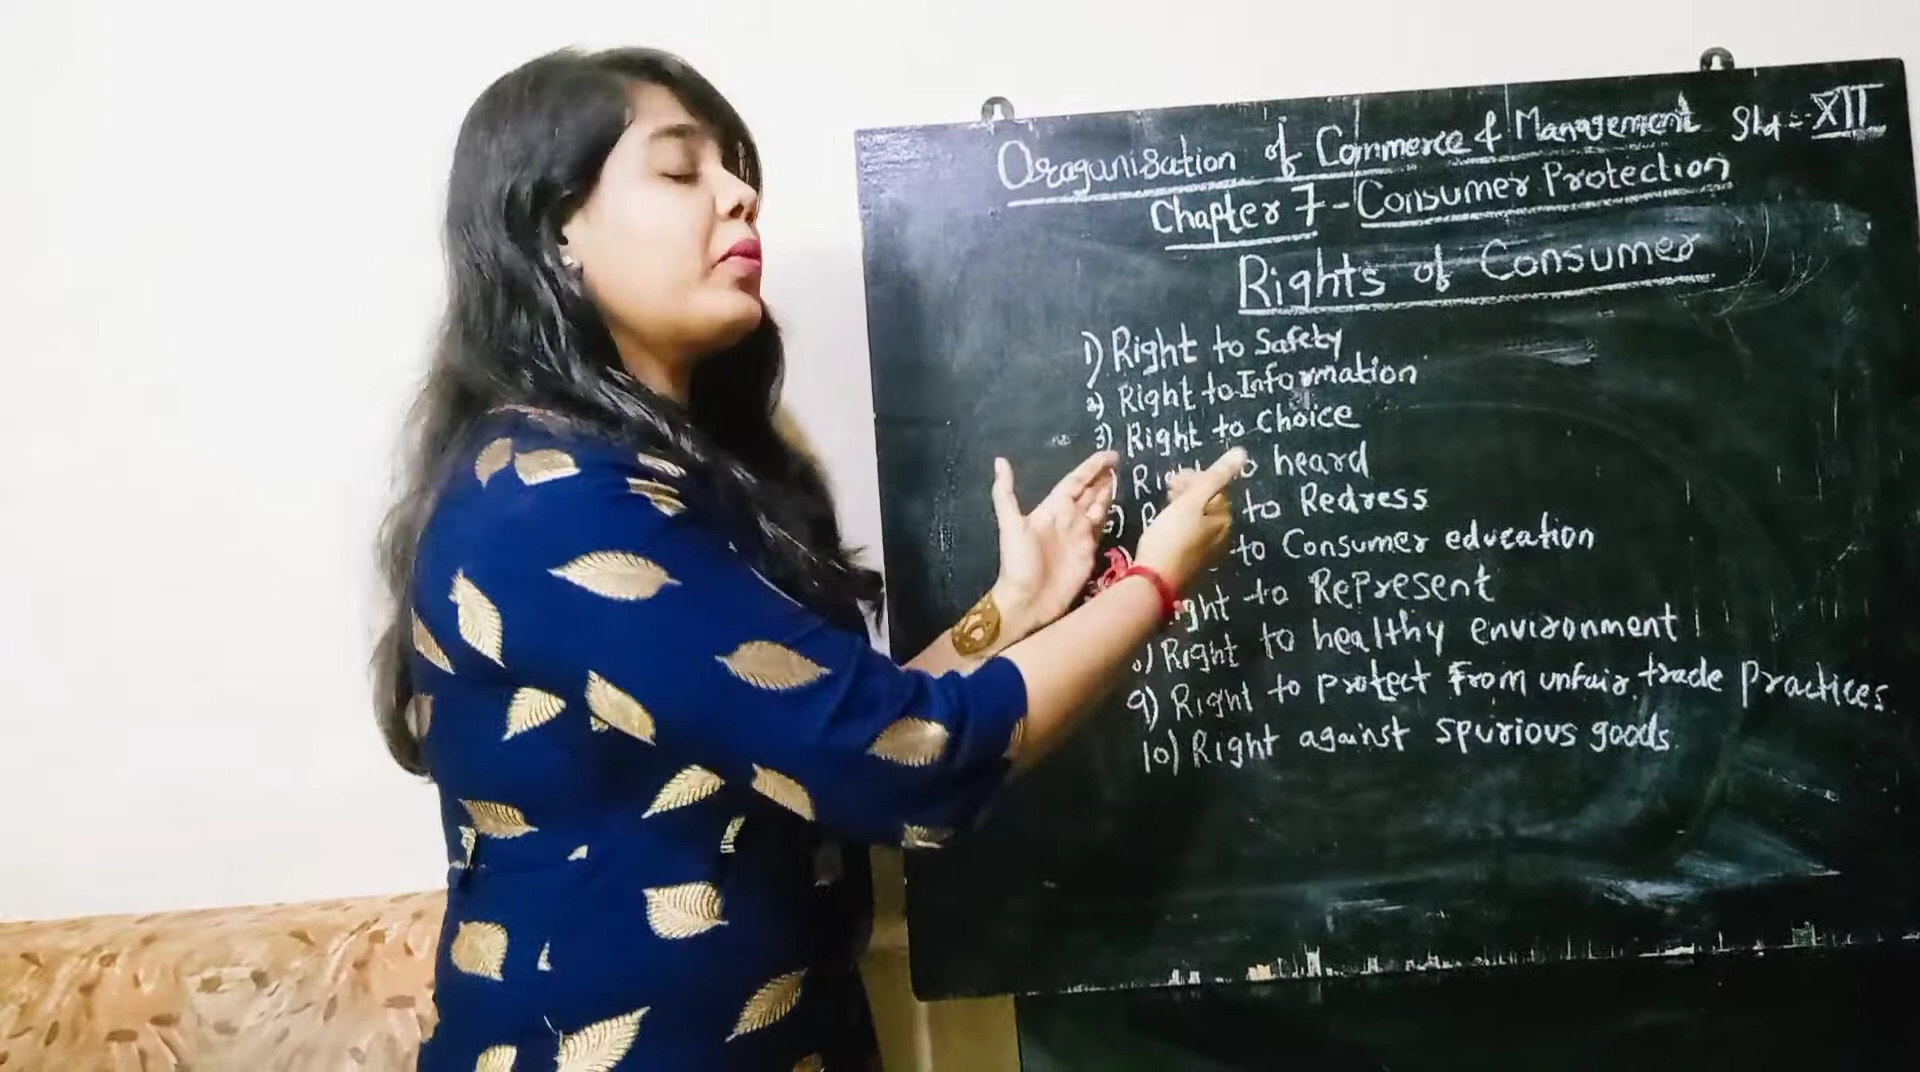 Oraganisation of Commerce & Management Std - XII
Chapter 7 - Consumer Protection
Rights of Consumer
1) Right to Safety
2) Right to Information
3) Right to Choice
heard
to Redress
to Consumer education
to Represent
Right to healthy environment
9) Right to protect from unfair trade practices.
10) Right against spurious goods.